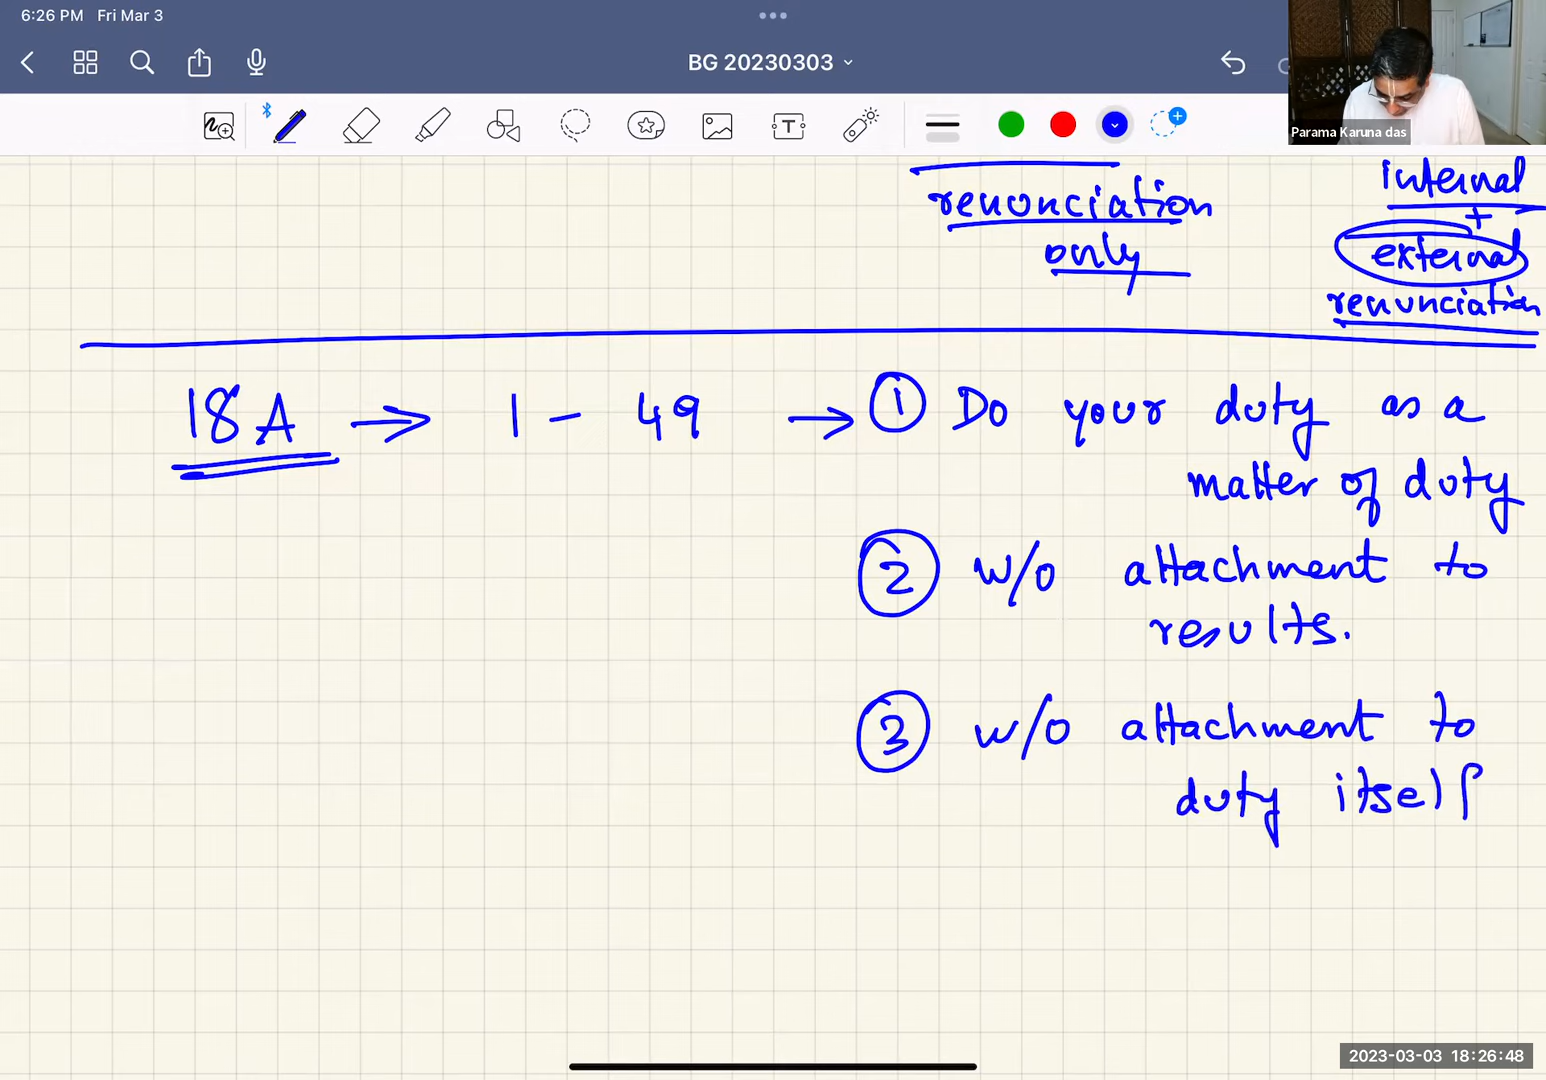 6:26 PM Fri Mar 3
BG 20230303
T
Parama Karuna das
renunciation
only
internal
+
external
renunciation
18A → 1 - 49 → ① Do your duty as a
matter of duty
② w/o attachment to
results.
③ w/o attachment to
duty itself
2023-03-03 18:26:48